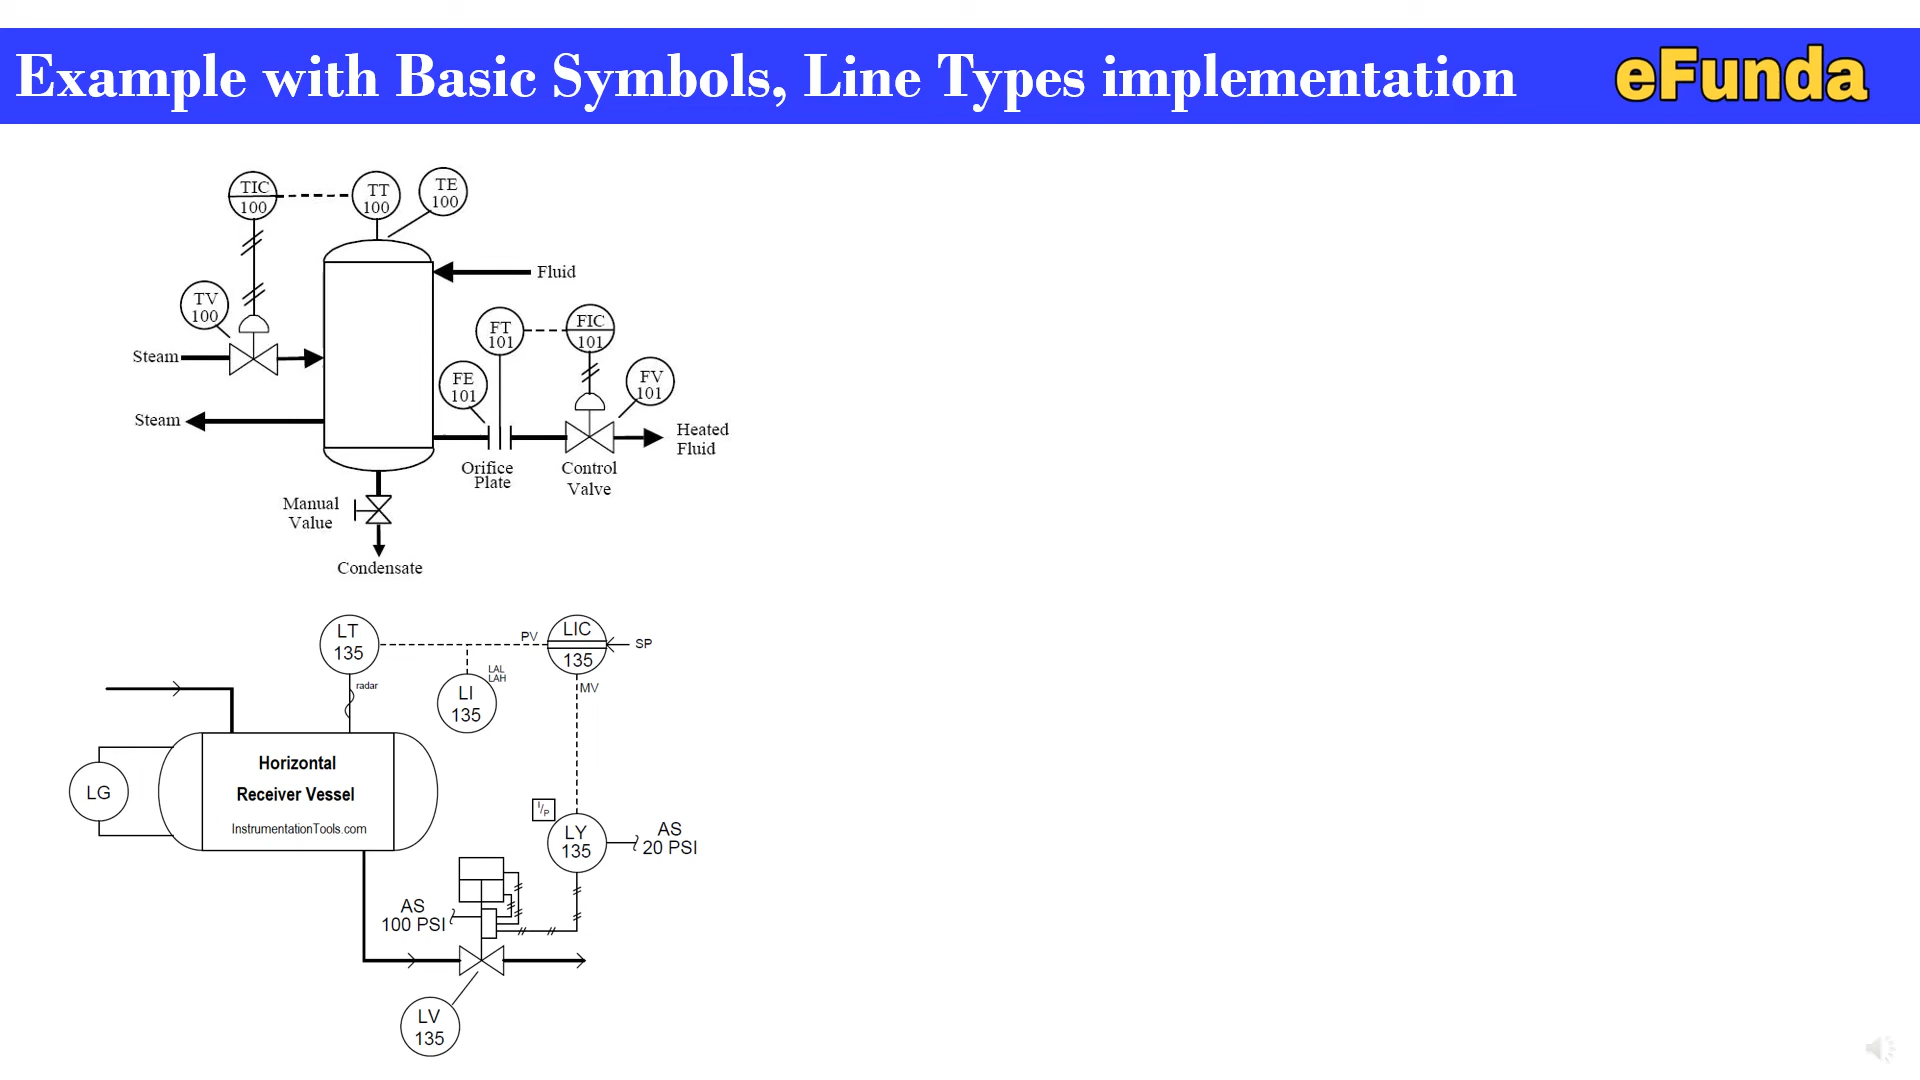 Example with Basic Symbols, Line Types implementation
eFunda
TIC
100
TT
100
TE
100
Fluid
TV
100
FT
101
FIC
101
Steam
FE
101
FV
101
Steam
Heated
Fluid
Orifice
Plate
Control
Valve
Manual
Value
Condensate
LT
135
PV
LIC
135
SP
LAL
LAH
radar
LI
135
MV
Horizontal
Receiver Vessel
InstrumentationTools.com
LG
I/P
LY
135
AS
20 PSI
AS
100 PSI
LV
135